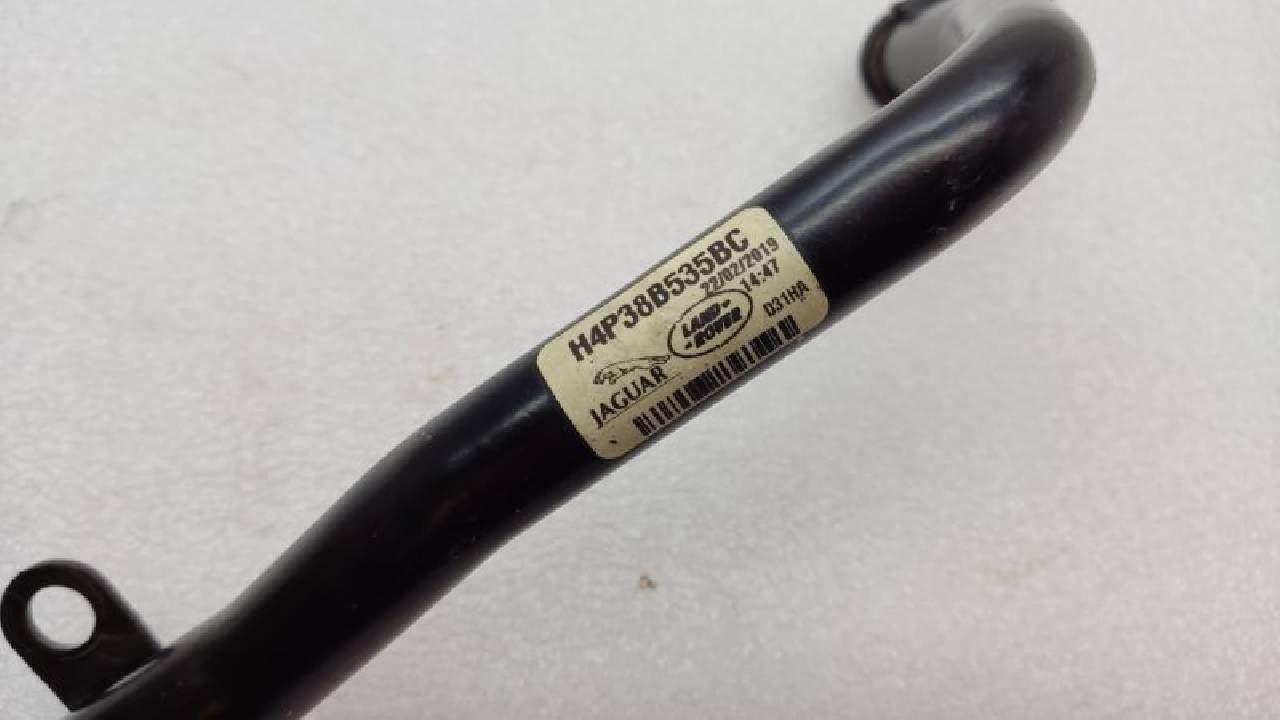 H4P38B535BC
22/02/2019
14:47
LAND-
-ROVER
D31HA
JAGUAR